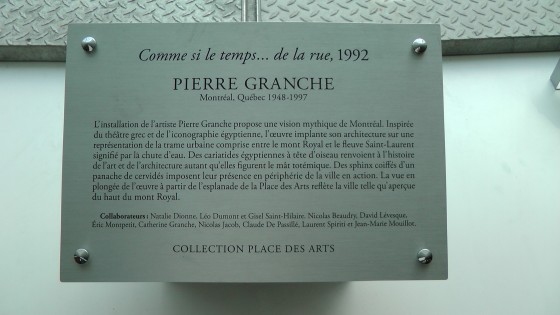 Comme si le temps... de la rue, 1992
PIERRE GRANCHE
Montréal, Québec 1948-1997
L'installation de l'artiste Pierre Granche propose une vision mythique de Montréal. Inspirée
du théâtre grec et de l'iconographie égyptienne, l'œuvre implante son architecture sur une
représentation de la trame urbaine comprise entre le mont Royal et le fleuve Saint-Laurent
signifié par la chute d'eau. Des cariatides égyptiennes à tête d'oiseau renvoient à l'histoire
de l'art et de l'architecture autant qu'elles figurent le mât totémique. Des sphinx coiffés d'un
panache de cervidés imposent leur présence en périphérie de la ville en action. La vue en
plongée de l'œuvre à partir de l'esplanade de la Place des Arts reflète la ville telle qu'aperçue
du haut du mont Royal.
Collaborateurs : Natalie Dionne, Léo Dumont et Gisel Saint-Hilaire, Nicolas Beaudry, David Lévesque,
Éric Montpetit, Catherine Granche, Nicolas Jacob, Claude De Passillé, Laurent Spiriti et Jean-Marie Mouillot.
COLLECTION PLACE DES ARTS